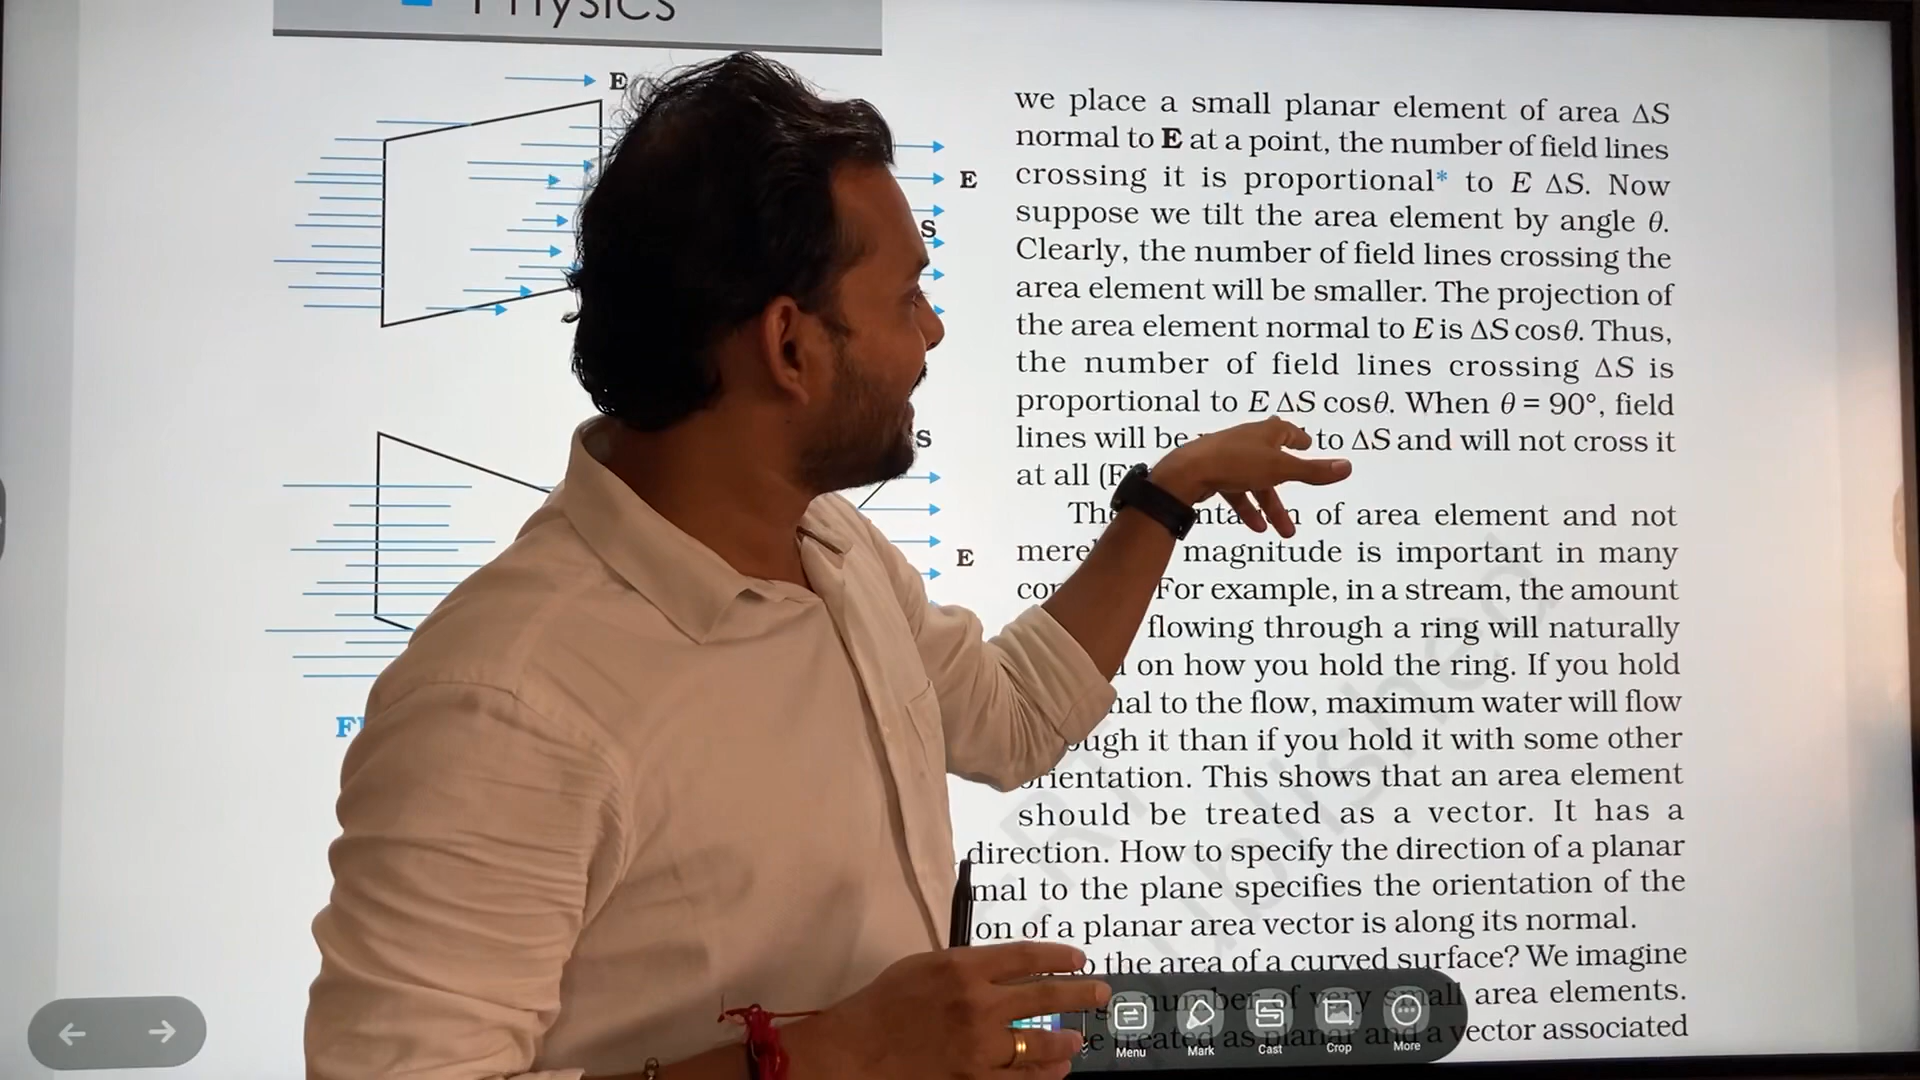 Physics
E
E
S
S
E
we place a small planar element of area ΔS
normal to E at a point, the number of field lines
crossing it is proportional* to E ΔS. Now
suppose we tilt the area element by angle θ.
Clearly, the number of field lines crossing the
area element will be smaller. The projection of
the area element normal to E is ΔS cosθ. Thus,
the number of field lines crossing ΔS is
proportional to E ΔS cosθ. When θ = 90°, field
lines will be to ΔS and will not cross it
at all
of area element and not
magnitude is important in many
For example, in a stream, the amount
flowing through a ring will naturally
on how you hold the ring. If you hold
to the flow, maximum water will flow
it than if you hold it with some other
orientation. This shows that an area element
should be treated as a vector. It has a
direction. How to specify the direction of a planar
to the plane specifies the orientation of the
of a planar area vector is along its normal.
the area of a curved surface? We imagine
number of very small area elements.
treated as planar and a vector associated
Menu
Mark
Cast
Crop
More